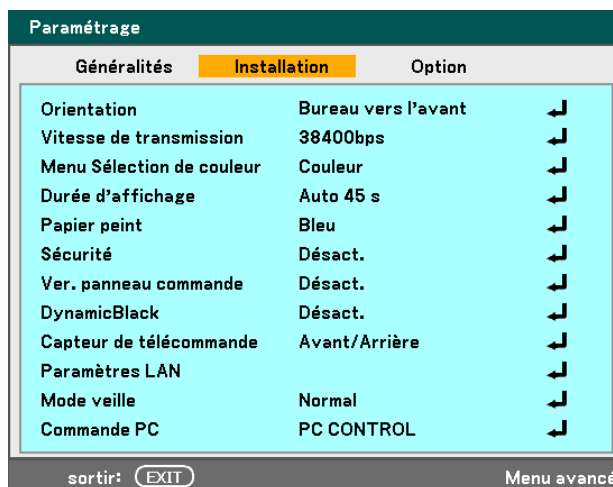 Paramétrage
Généralités Installation Option
Orientation Bureau vers l'avant
Vitesse de transmission 38400bps
Menu Sélection de couleur Couleur
Durée d'affichage Auto 45 s
Papier peint Bleu
Sécurité Désact.
Ver. panneau commande Désact.
DynamicBlack Désact.
Capteur de télécommande Avant/Arrière
Paramètres LAN
Mode veille Normal
Commande PC PC CONTROL
sortir: EXIT Menu avancé